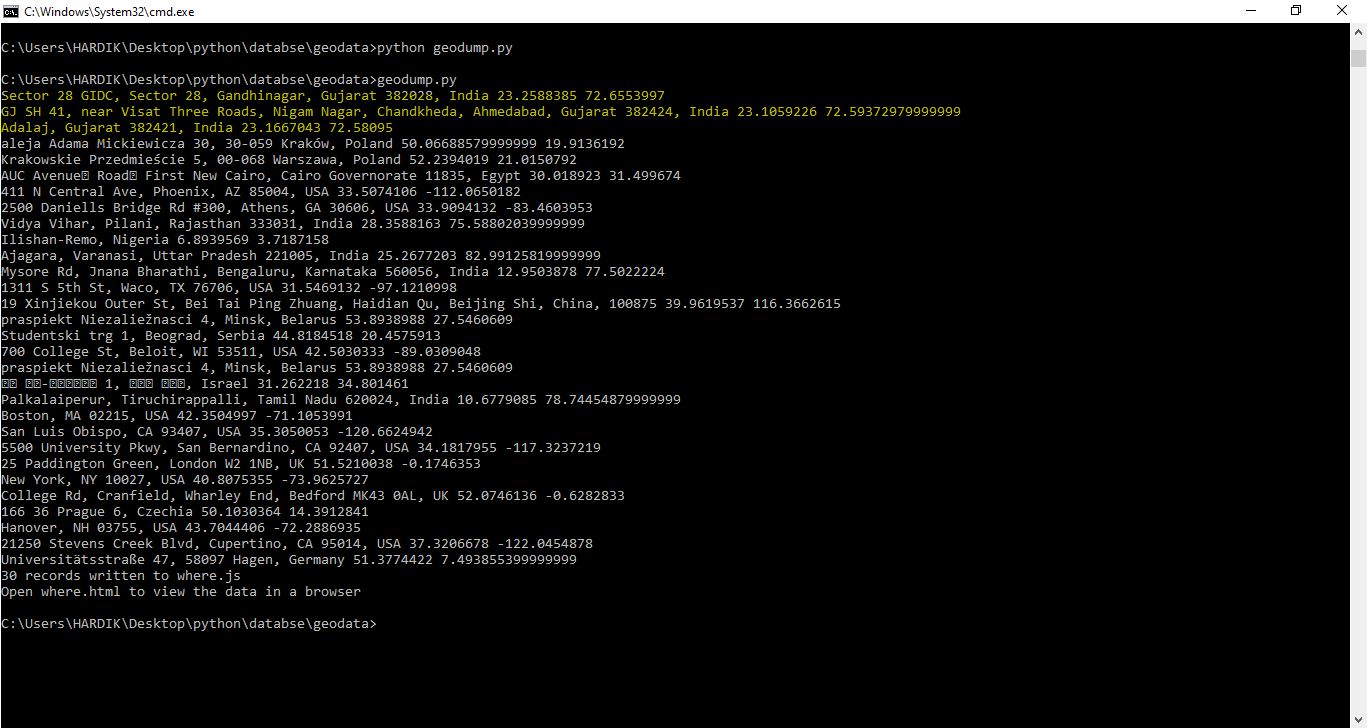 C:\Windows\System32\cmd.exe
C:\Users\HARDIK\Desktop\python\databse\geodata>python geodump.py
C:\Users\HARDIK\Desktop\python\databse\geodata>geodump.py
Sector 28 GIDC, Sector 28, Gandhinagar, Gujarat 382028, India 23.2588385 72.6553997
GJ SH 41, near Visat Three Roads, Nigam Nagar, Chandkheda, Ahmedabad, Gujarat 382424, India 23.1059226 72.59372979999999
Adalaj, Gujarat 382421, India 23.1667043 72.58095
aleja Adama Mickiewicza 30, 30-059 Kraków, Poland 50.06688579999999 19.9136192
Krakowskie Przedmieście 5, 00-068 Warszawa, Poland 52.2394019 21.0150792
AUC Avenue Road First New Cairo, Cairo Governorate 11835, Egypt 30.018923 31.499674
411 N Central Ave, Phoenix, AZ 85004, USA 33.5074106 -112.0650182
2500 Daniells Bridge Rd #300, Athens, GA 30606, USA 33.9094132 -83.4603953
Vidya Vihar, Pilani, Rajasthan 333031, India 28.3588163 75.58802039999999
Ilishan-Remo, Nigeria 6.8939569 3.7187158
Ajagara, Varanasi, Uttar Pradesh 221005, India 25.2677203 82.99125819999999
Mysore Rd, Jnana Bharathi, Bengaluru, Karnataka 560056, India 12.9503878 77.5022224
1311 S 5th St, Waco, TX 76706, USA 31.5469132 -97.1210998
19 Xinjiekou Outer St, Bei Tai Ping Zhuang, Haidian Qu, Beijing Shi, China, 100875 39.9619537 116.3662615
praspiekt Niezaliežnasci 4, Minsk, Belarus 53.8938988 27.5460609
Studentski trg 1, Beograd, Serbia 44.8184518 20.4575913
700 College St, Beloit, WI 53511, USA 42.5030333 -89.0309048
praspiekt Niezaliežnasci 4, Minsk, Belarus 53.8938988 27.5460609
1, Israel 31.262218 34.801461
Palkalaiperur, Tiruchirappalli, Tamil Nadu 620024, India 10.6779085 78.74454879999999
Boston, MA 02215, USA 42.3504997 -71.1053991
San Luis Obispo, CA 93407, USA 35.3050053 -120.6624942
5500 University Pkwy, San Bernardino, CA 92407, USA 34.1817955 -117.3237219
25 Paddington Green, London W2 1NB, UK 51.5210038 -0.1746353
New York, NY 10027, USA 40.8075355 -73.9625727
College Rd, Cranfield, Wharley End, Bedford MK43 0AL, UK 52.0746136 -0.6282833
166 36 Prague 6, Czechia 50.1030364 14.3912841
Hanover, NH 03755, USA 43.7044406 -72.2886935
21250 Stevens Creek Blvd, Cupertino, CA 95014, USA 37.3206678 -122.0454878
Universitätsstraße 47, 58097 Hagen, Germany 51.3774422 7.493855399999999
30 records written to where.js
Open where.html to view the data in a browser
C:\Users\HARDIK\Desktop\python\databse\geodata>